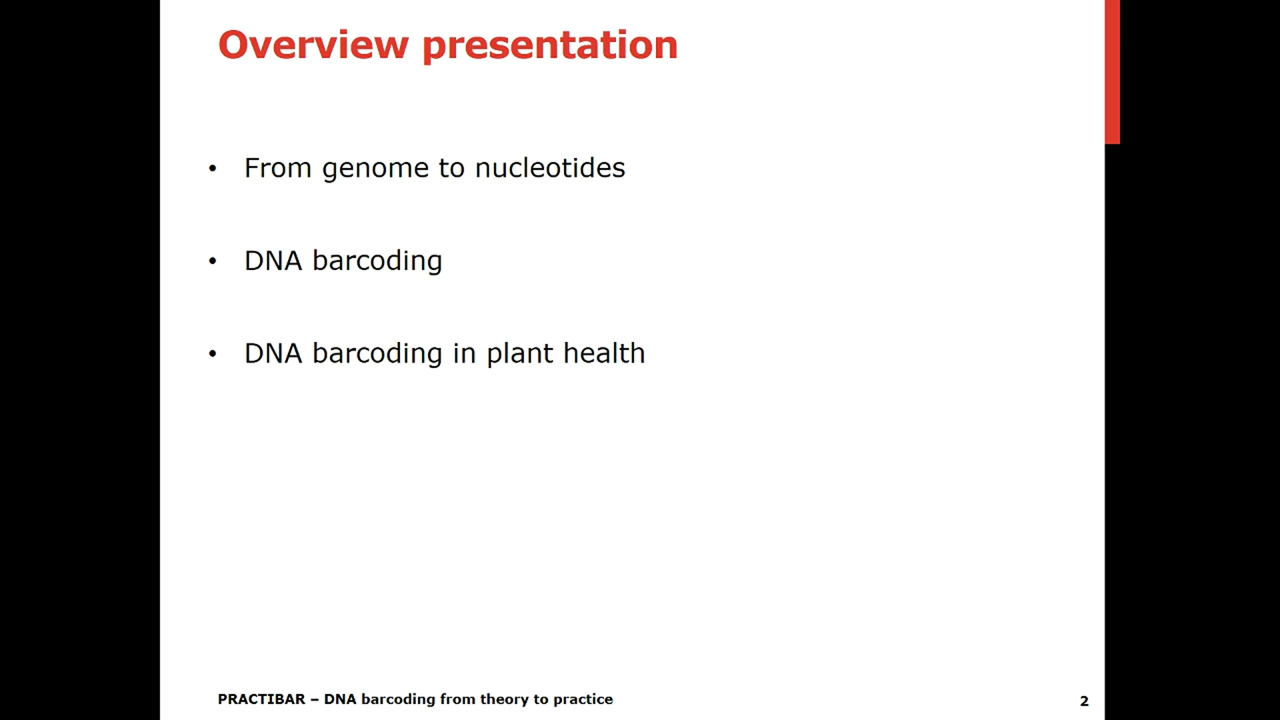 Overview presentation
• From genome to nucleotides
• DNA barcoding
• DNA barcoding in plant health
PRACTIBAR – DNA barcoding from theory to practice
2